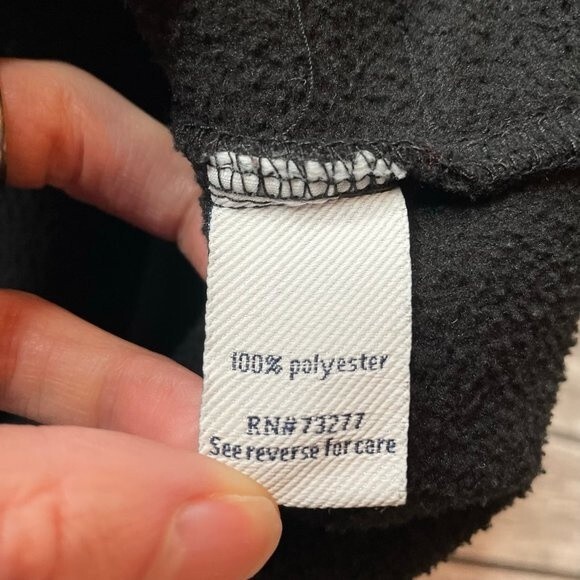 100% polyester
RN#73277
See reverse for care